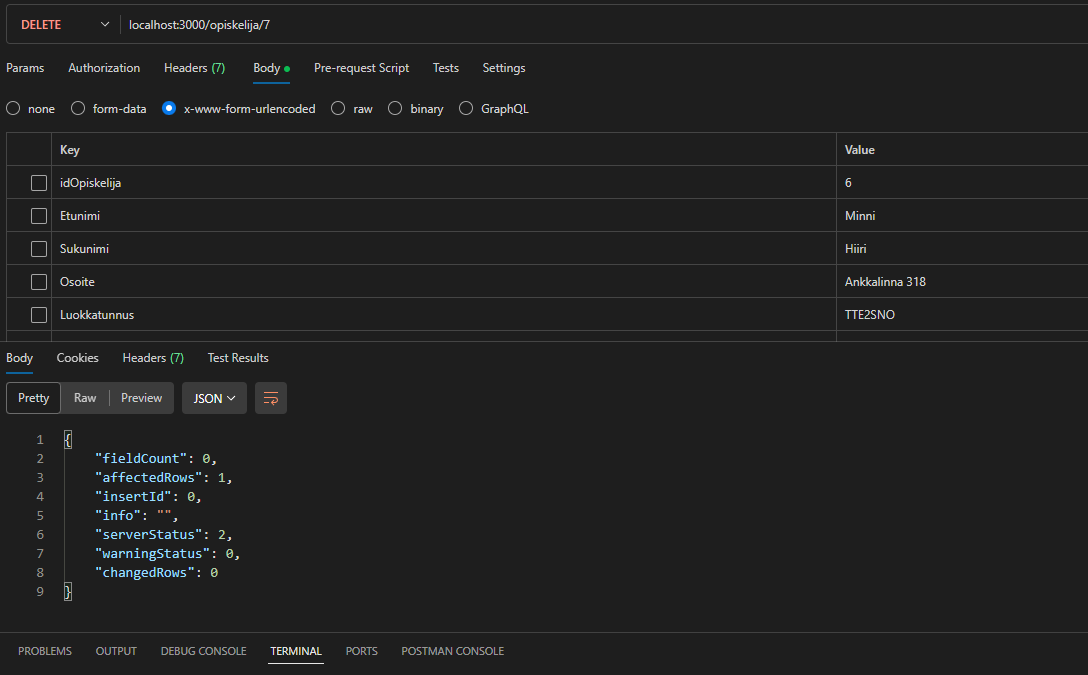 DELETE localhost:3000/opiskelija/7
Params Authorization Headers (7) Body Pre-request Script Tests Settings
none form-data x-www-form-urlencoded raw binary GraphQL
Key Value
idOpiskelija 6
Etunimi Minni
Sukunimi Hiiri
Osoite Ankkalinna 318
Luokkatunnus TTE2SNO
Body Cookies Headers (7) Test Results
Pretty Raw Preview JSON
1 {
2 "fieldCount": 0,
3 "affectedRows": 1,
4 "insertId": 0,
5 "info": "",
6 "serverStatus": 2,
7 "warningStatus": 0,
8 "changedRows": 0
9 }
PROBLEMS OUTPUT DEBUG CONSOLE TERMINAL PORTS POSTMAN CONSOLE